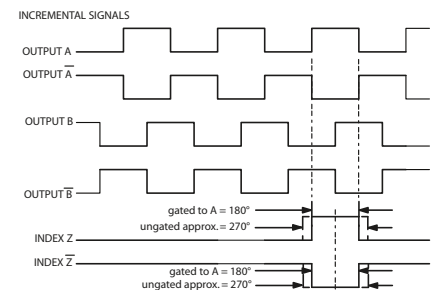 INCREMENTAL SIGNALS
OUTPUT A
OUTPUT A̅
OUTPUT B
OUTPUT B̅
gated to A = 180°
ungated approx. = 270°
INDEX Z
INDEX Z̅
gated to A = 180°
ungated approx. = 270°